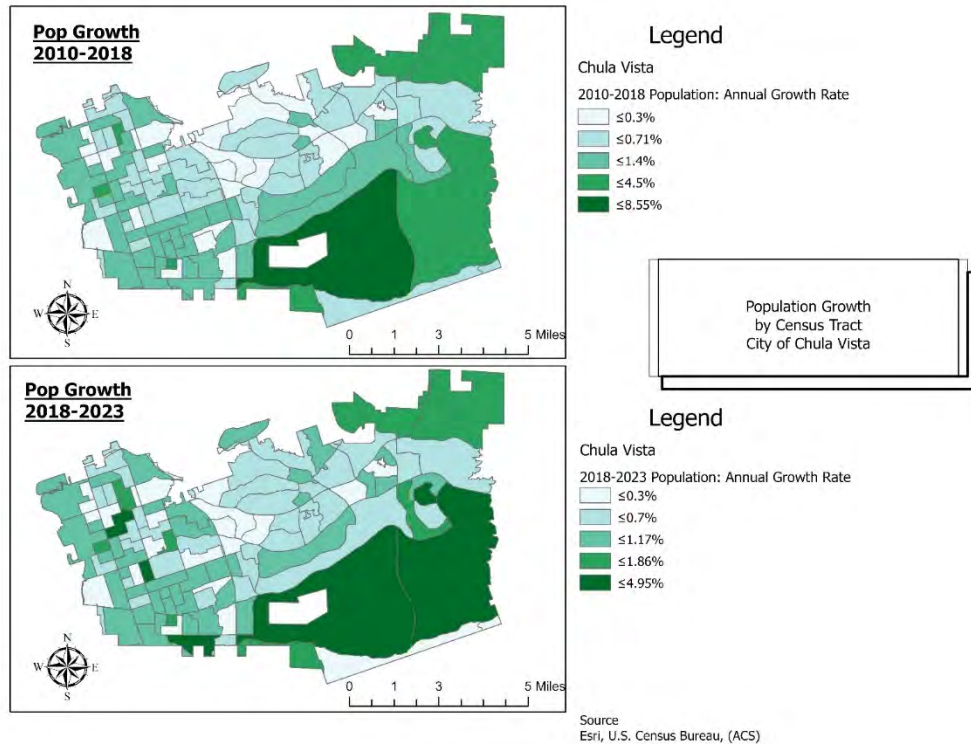 Pop Growth
2010-2018
N
W E
S
0 1 3 5 Miles
Legend
Chula Vista
2010-2018 Population: Annual Growth Rate
≤0.3%
≤0.71%
≤1.4%
≤4.5%
≤8.55%
Population Growth
by Census Tract
City of Chula Vista
Pop Growth
2018-2023
N
W E
S
0 1 3 5 Miles
Legend
Chula Vista
2018-2023 Population: Annual Growth Rate
≤0.3%
≤0.7%
≤1.17%
≤1.86%
≤4.95%
Source
Esri, U.S. Census Bureau, (ACS)